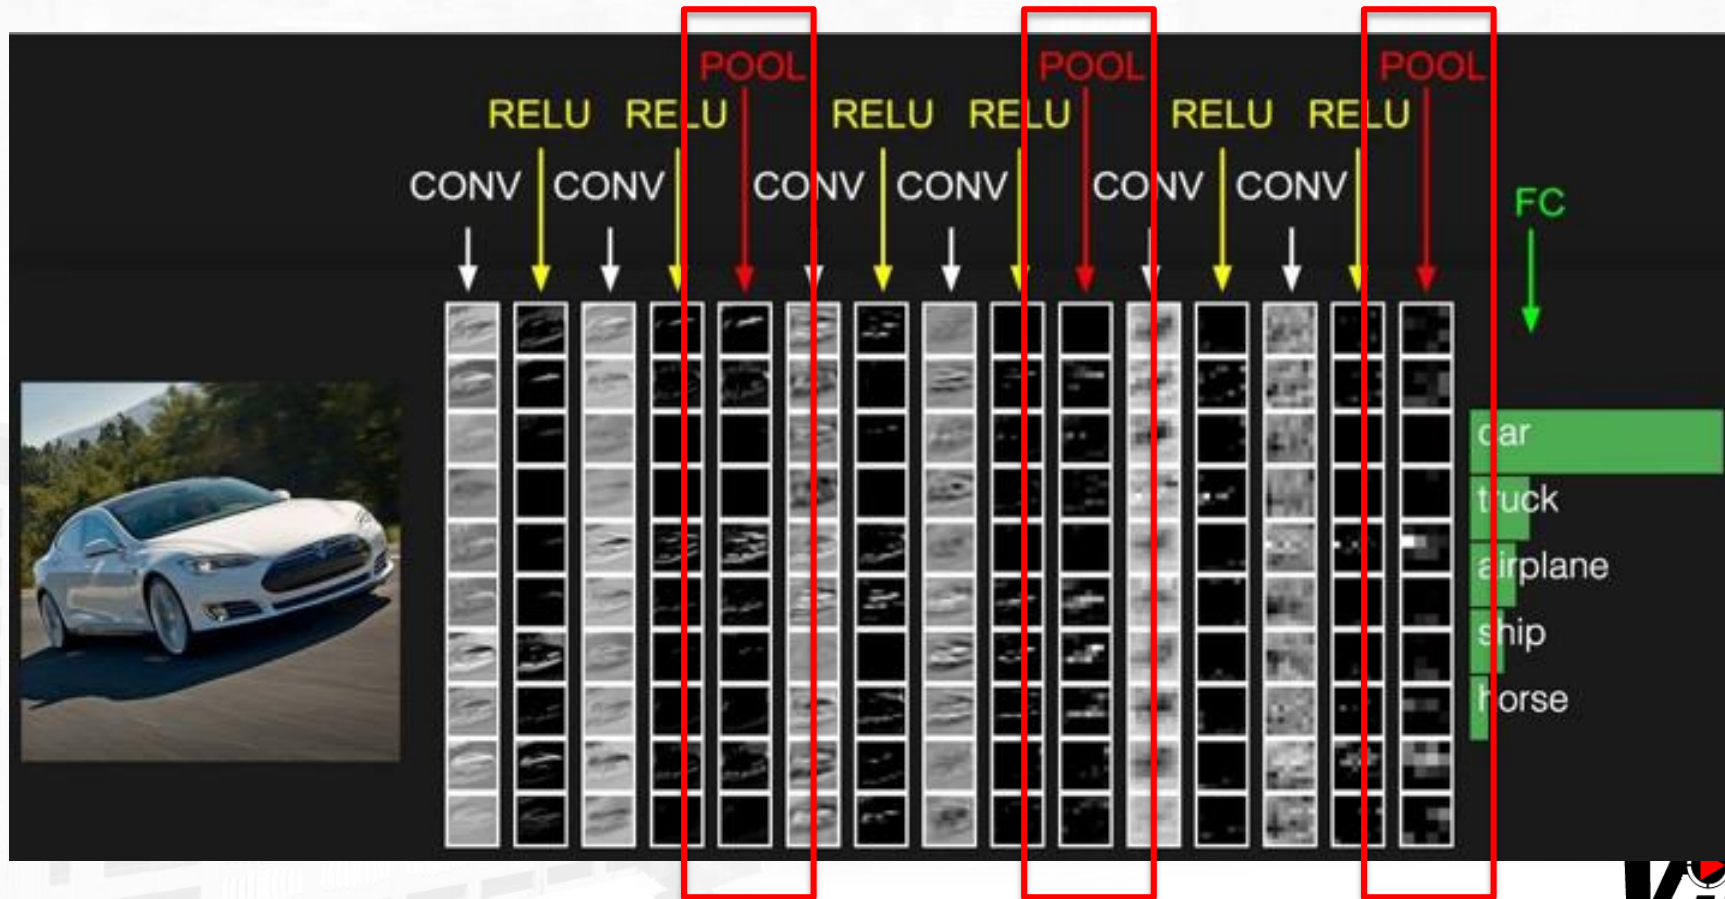 POOL POOL POOL
RELU RELU RELU RELU RELU RELU
CONV CONV CONV CONV CONV CONV
FC
car
truck
airplane
ship
horse